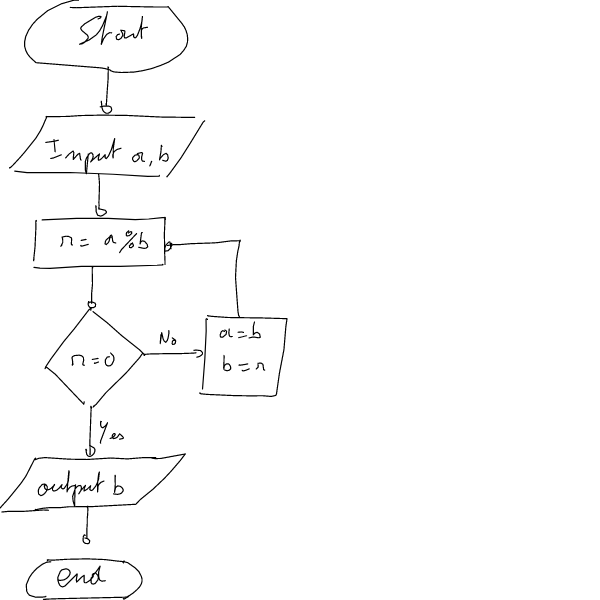 Start
Input a, b
r = a % b
r = 0
No
a = b
b = r
Yes
output b
end